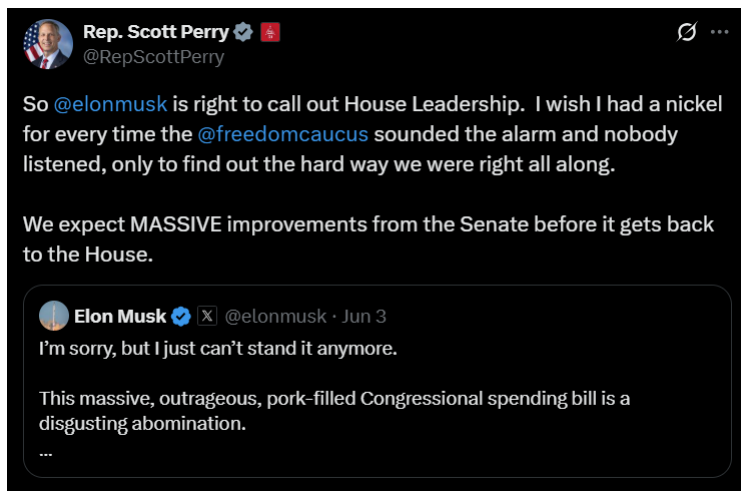 Rep. Scott Perry
@RepScottPerry
So @elonmusk is right to call out House Leadership.  I wish I had a nickel
for every time the @freedomcaucus sounded the alarm and nobody
listened, only to find out the hard way we were right all along.
We expect MASSIVE improvements from the Senate before it gets back
to the House.
Elon Musk @elonmusk · Jun 3
I'm sorry, but I just can't stand it anymore.
This massive, outrageous, pork-filled Congressional spending bill is a
disgusting abomination.
...